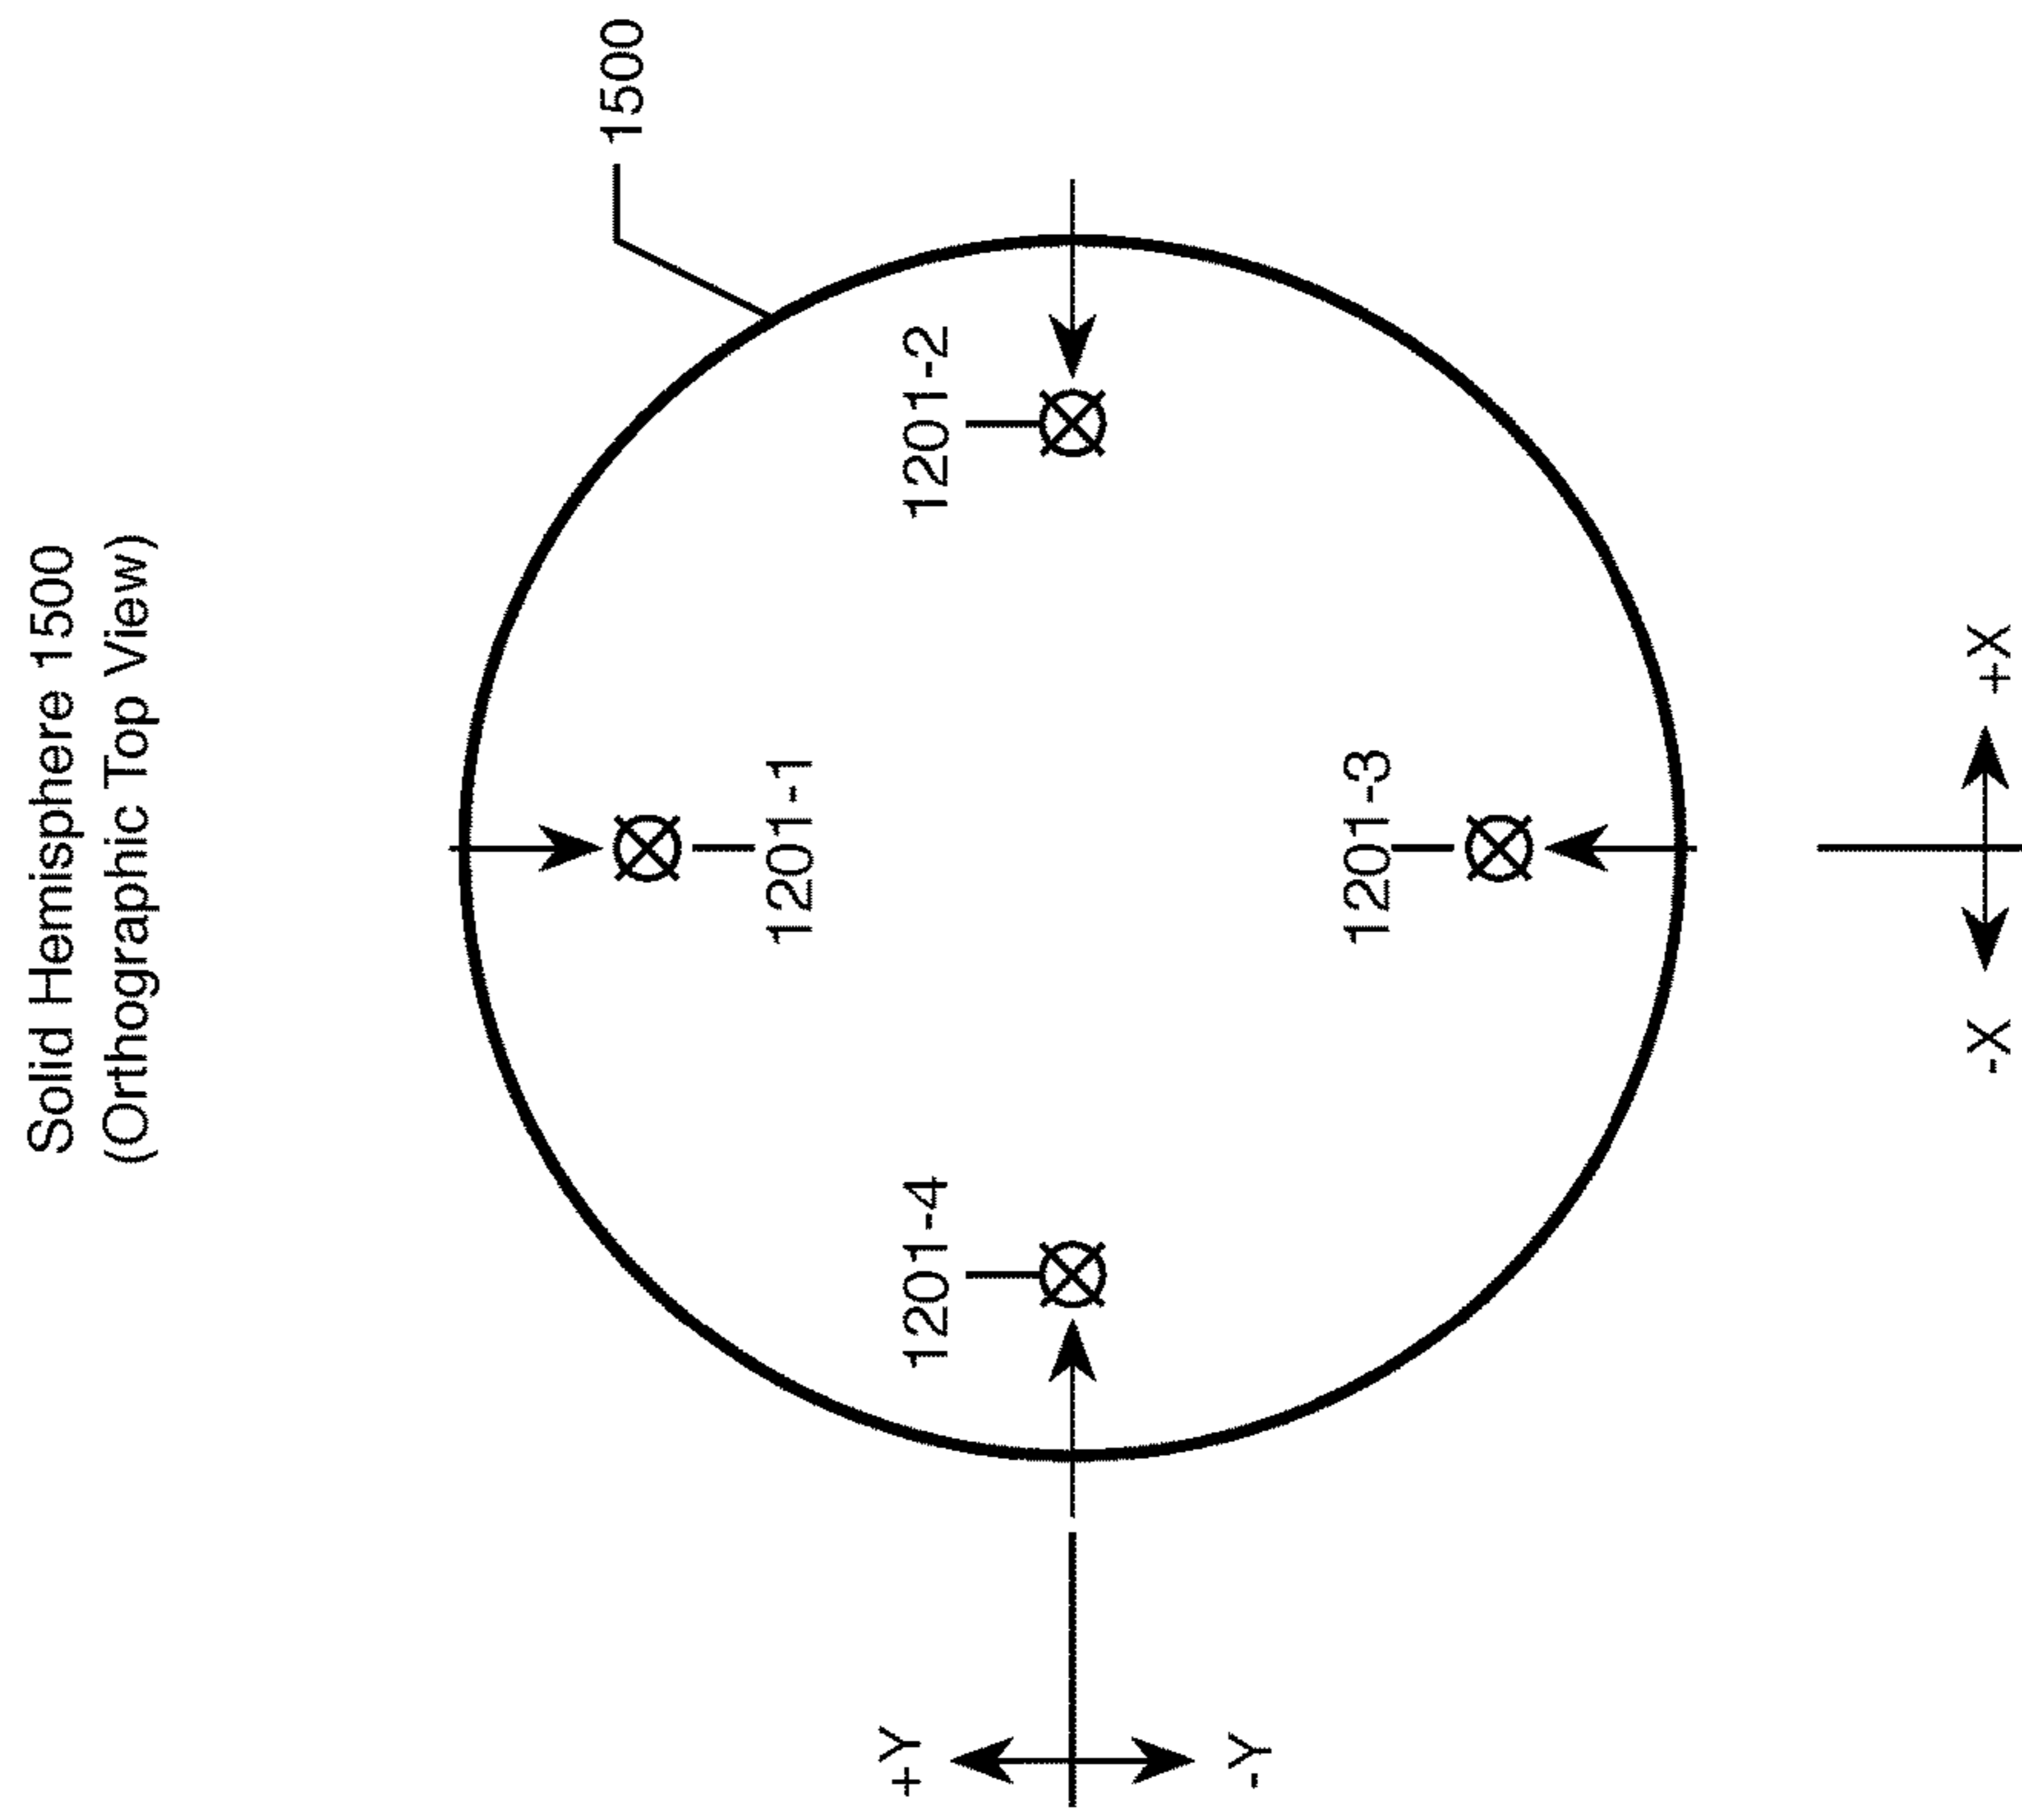 Solid Hemisphere 1500
(Orthographic Top View)
1500
1201-1
1201-4
1201-2
1201-3
+Y
-Y
-X
+X